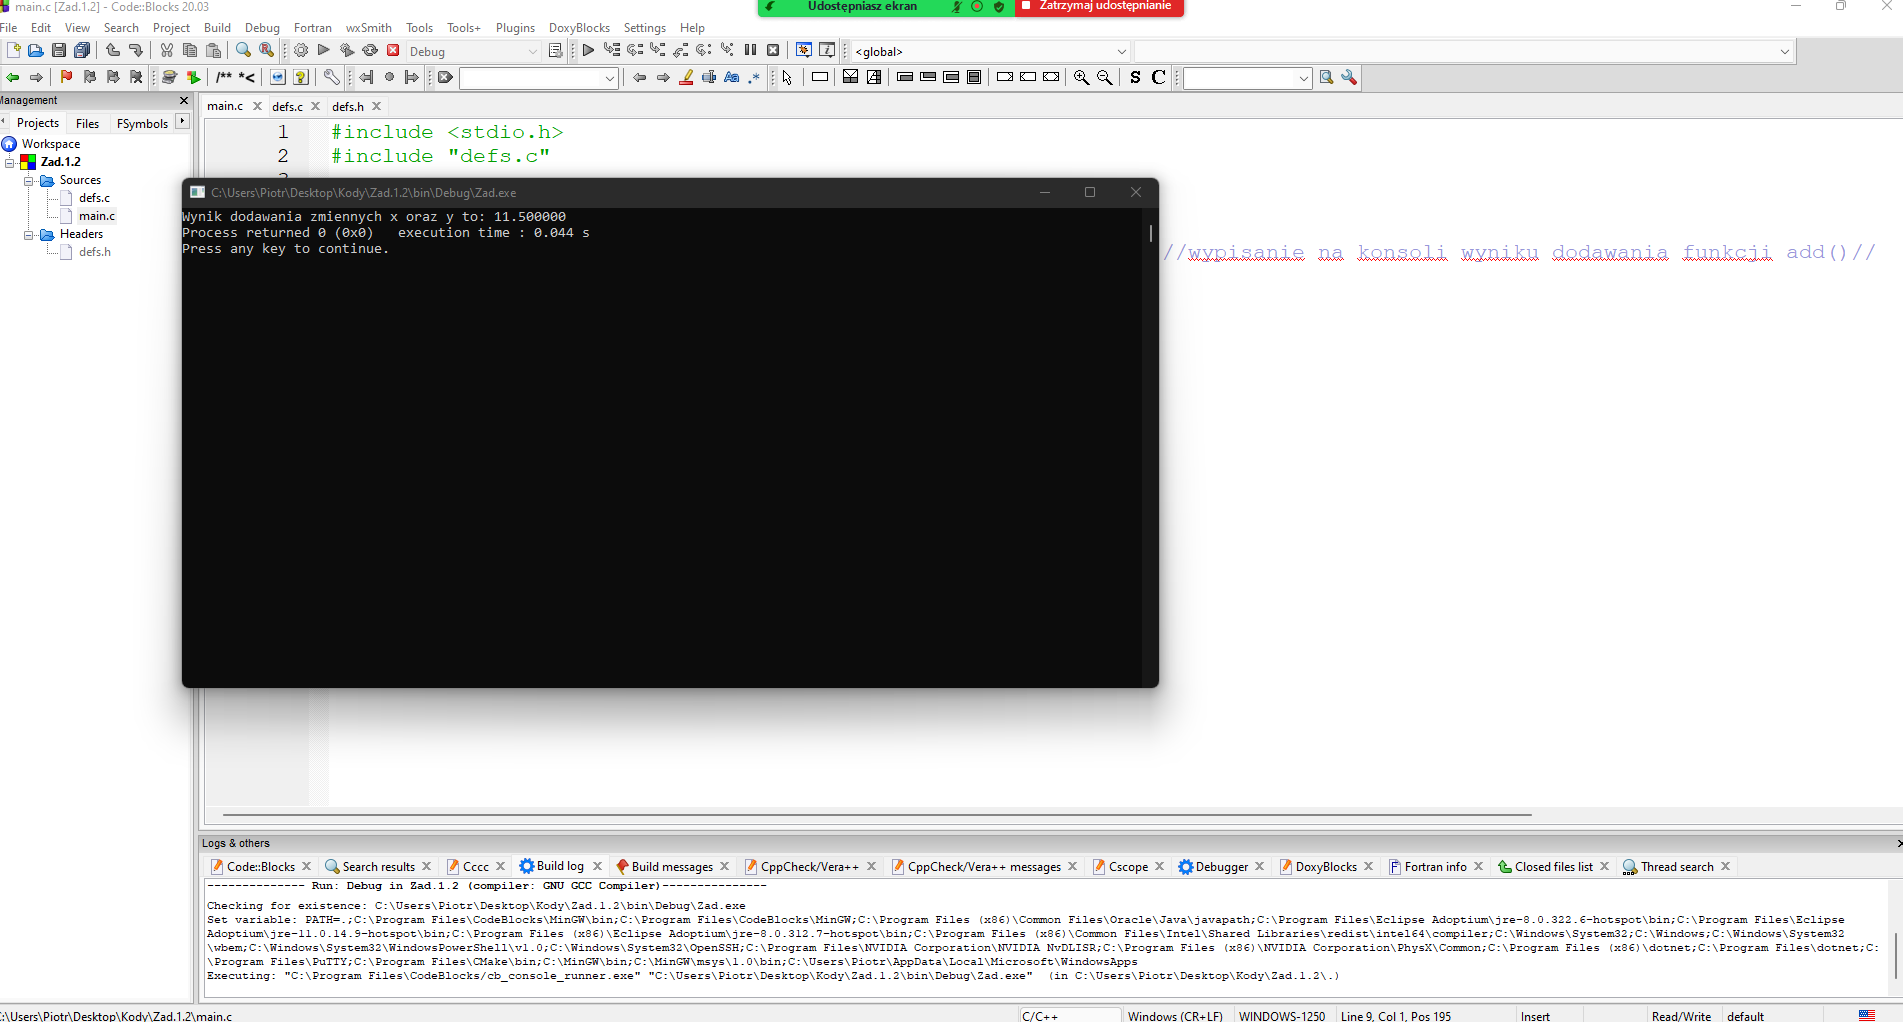 main.c [Zad.1.2] - Code::Blocks 20.03
Udostępniasz ekran
Zatrzymaj udostępnianie
File Edit View Search Project Build Debug Fortran wxSmith Tools Tools+ Plugins DoxyBlocks Settings Help
Debug
<global>
/** *<
Aa .*
S C
Management
main.c defs.c defs.h
Projects Files FSymbols
Workspace
Zad.1.2
Sources
defs.c
main.c
Headers
defs.h
1 #include <stdio.h>
2 #include "defs.c"
C:\Users\Piotr\Desktop\Kody\Zad.1.2\bin\Debug\Zad.exe
Wynik dodawania zmiennych x oraz y to: 11.500000
Process returned 0 (0x0)   execution time : 0.044 s
Press any key to continue.
//wypisanie na konsoli wyniku dodawania funkcji add()//
Logs & others
Code::Blocks Search results Cccc Build log Build messages CppCheck/Vera++ CppCheck/Vera++ messages Cscope Debugger DoxyBlocks Fortran info Closed files list Thread search
-------------- Run: Debug in Zad.1.2 (compiler: GNU GCC Compiler)---------------
Checking for existence: C:\Users\Piotr\Desktop\Kody\Zad.1.2\bin\Debug\Zad.exe
Set variable: PATH=.;C:\Program Files\CodeBlocks\MinGW\bin;C:\Program Files\CodeBlocks\MinGW;C:\Program Files (x86)\Common Files\Oracle\Java\javapath;C:\Program Files\Eclipse Adoptium\jre-8.0.322.6-hotspot\bin;C:\Program Files\Eclipse
Adoptium\jre-11.0.14.9-hotspot\bin;C:\Program Files (x86)\Eclipse Adoptium\jre-8.0.312.7-hotspot\bin;C:\Program Files (x86)\Common Files\Intel\Shared Libraries\redist\intel64\compiler;C:\Windows\System32;C:\Windows;C:\Windows\System32
\wbem;C:\Windows\System32\WindowsPowerShell\v1.0;C:\Windows\System32\OpenSSH;C:\Program Files\NVIDIA Corporation\NVIDIA NvDLISR;C:\Program Files (x86)\NVIDIA Corporation\PhysX\Common;C:\Program Files (x86)\dotnet;C:\Program Files\dotnet;C:
\Program Files\PuTTY;C:\Program Files\CMake\bin;C:\MinGW\bin;C:\MinGW\msys\1.0\bin;C:\Users\Piotr\AppData\Local\Microsoft\WindowsApps
Executing: "C:\Program Files\CodeBlocks/cb_console_runner.exe" "C:\Users\Piotr\Desktop\Kody\Zad.1.2\bin\Debug\Zad.exe"  (in C:\Users\Piotr\Desktop\Kody\Zad.1.2\.)
:\Users\Piotr\Desktop\Kody\Zad.1.2\main.c C/C++ Windows (CR+LF) WINDOWS-1250 Line 9, Col 1, Pos 195 Insert Read/Write default